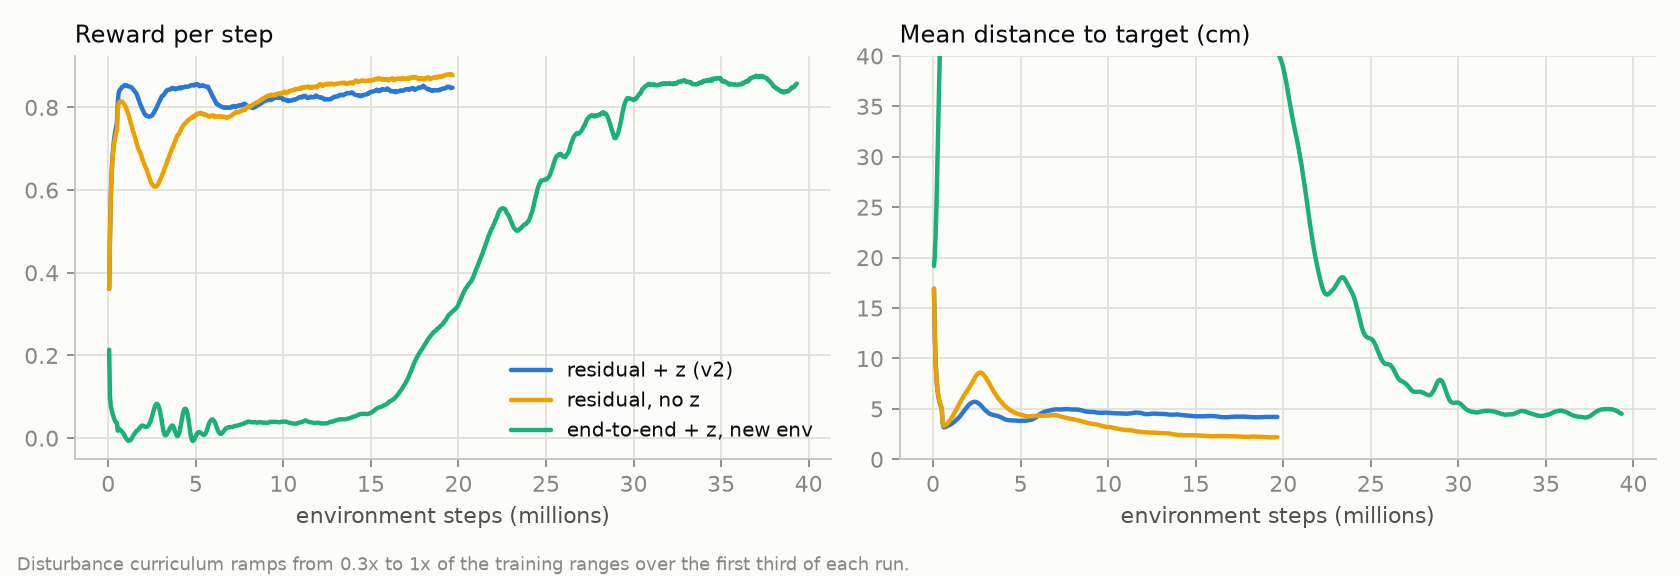 Reward per step
0.8
0.6
0.4
0.2
0.0
0 5 10 15 20 25 30 35 40
environment steps (millions)
residual + z (v2)
residual, no z
end-to-end + z, new env
Mean distance to target (cm)
40
35
30
25
20
15
10
5
0
0 5 10 15 20 25 30 35 40
environment steps (millions)
Disturbance curriculum ramps from 0.3x to 1x of the training ranges over the first third of each run.